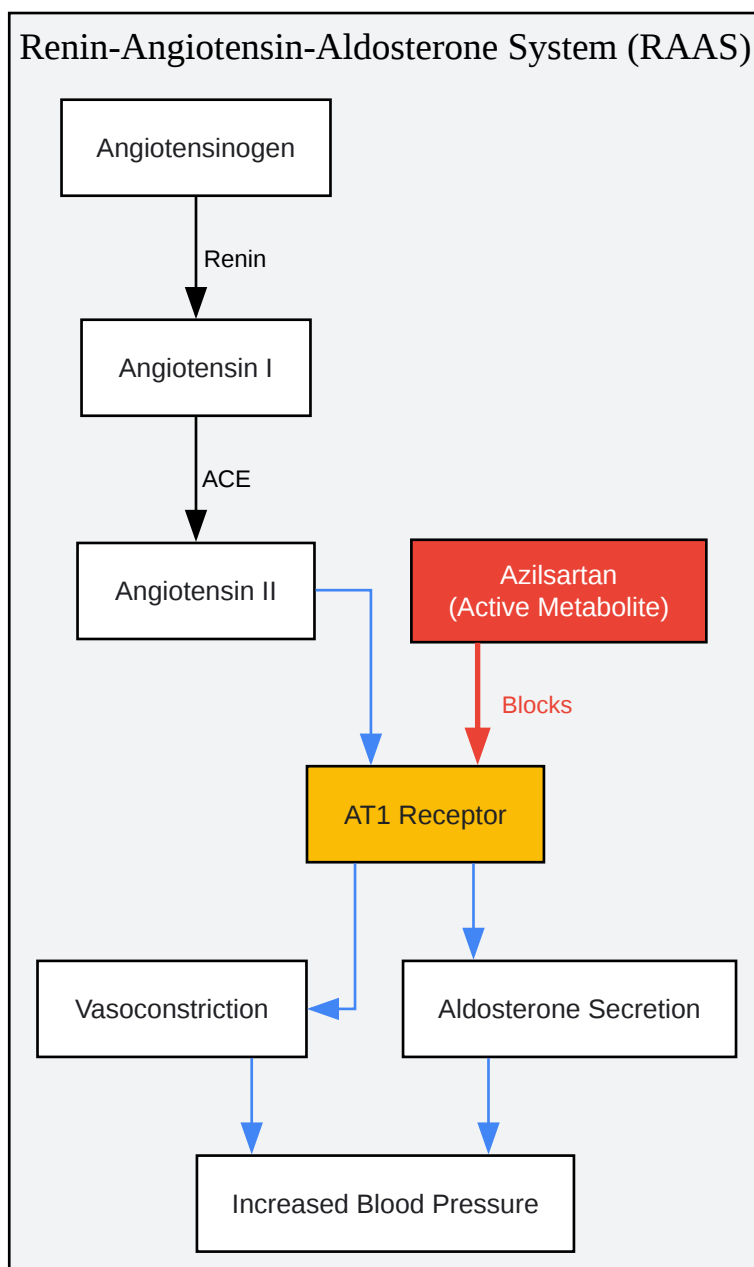 Renin-Angiotensin-Aldosterone System (RAAS)
Angiotensinogen
Renin
Angiotensin I
ACE
Angiotensin II
Azilsartan
(Active Metabolite)
Blocks
AT1 Receptor
Vasoconstriction
Aldosterone Secretion
Increased Blood Pressure